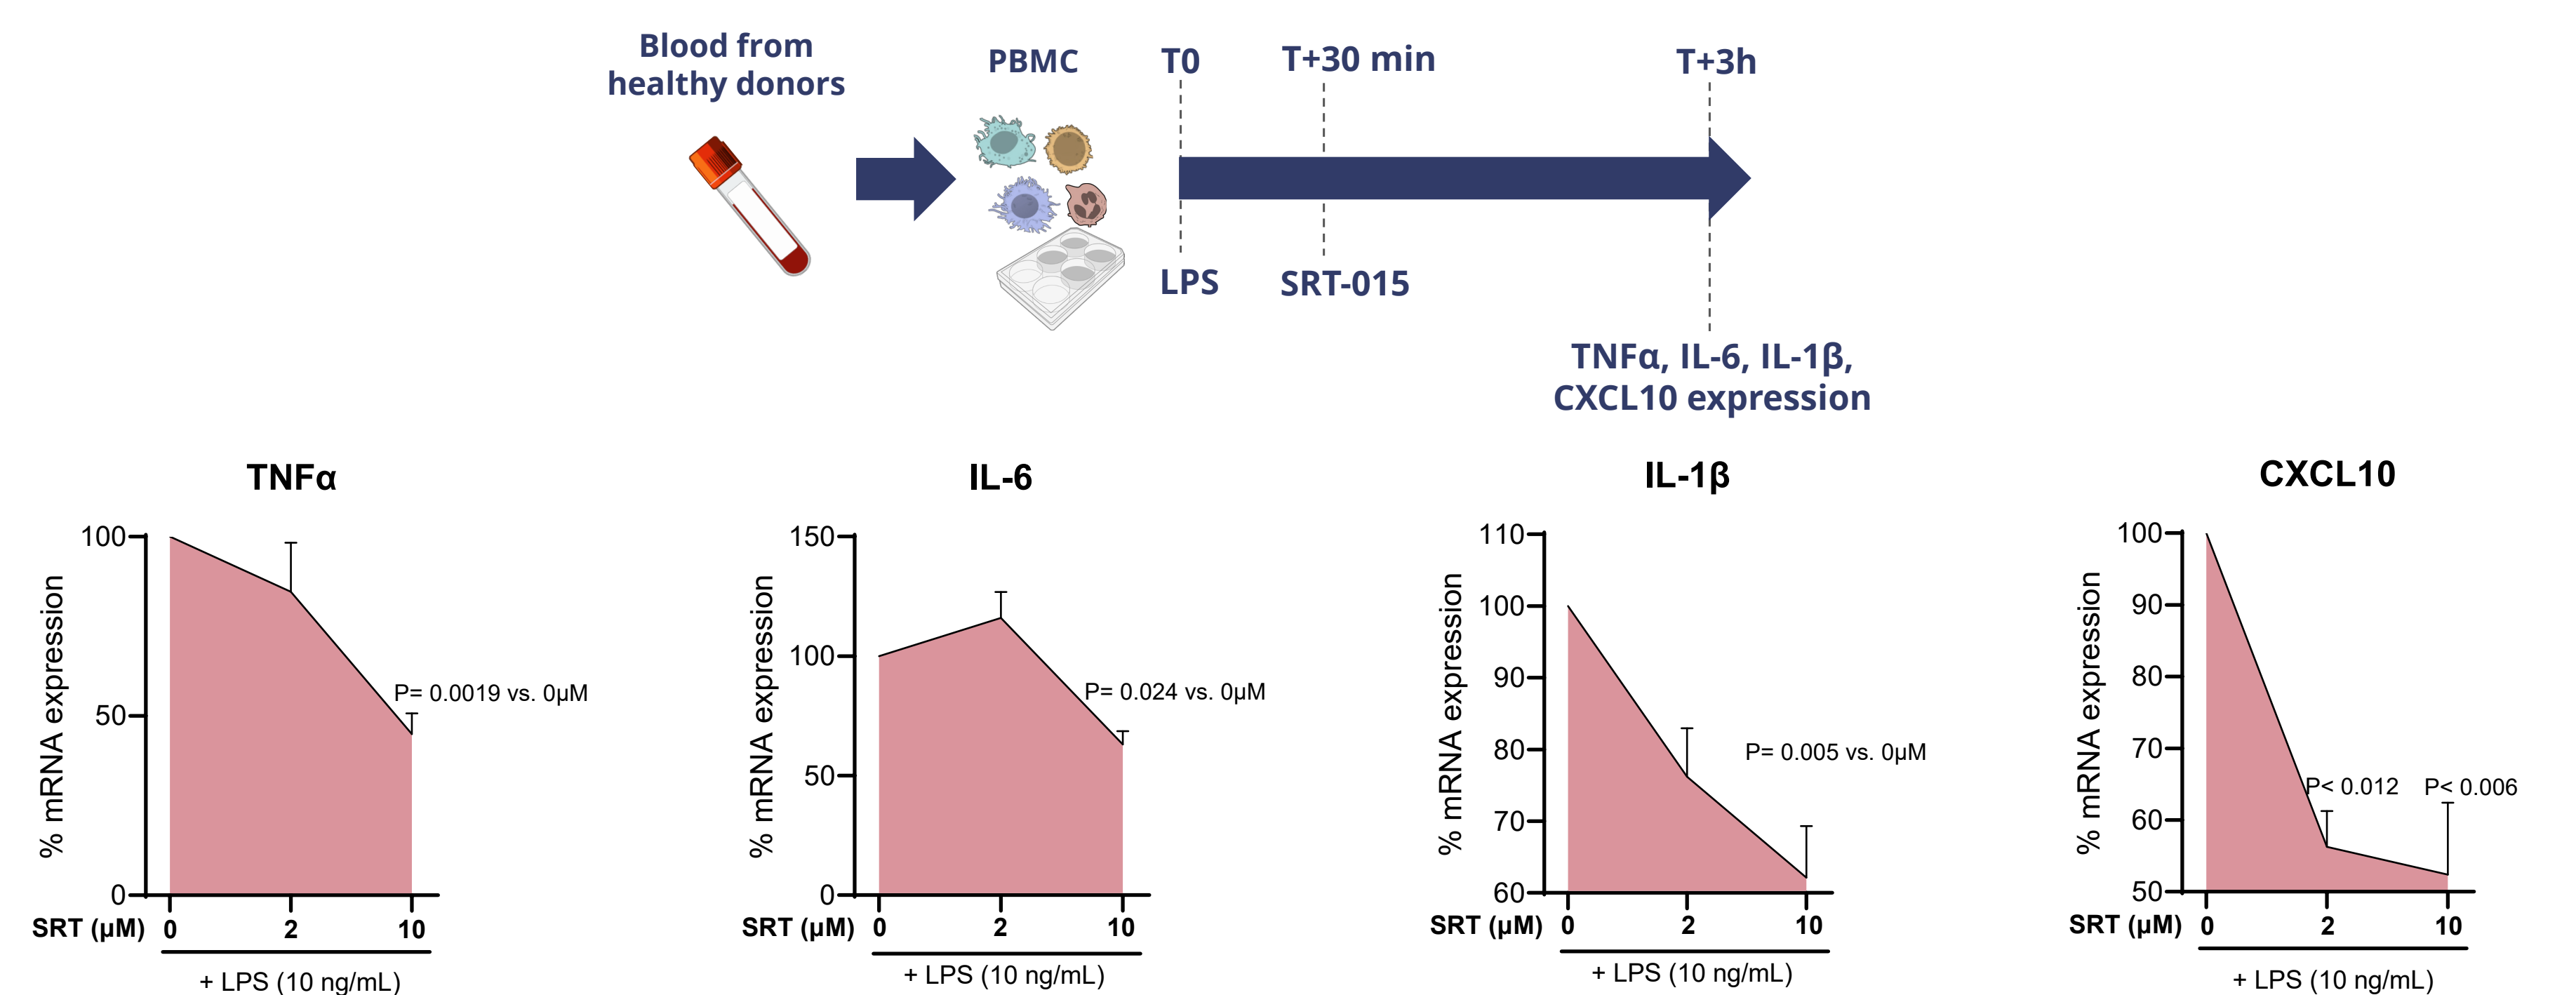 Blood from
healthy donors
PBMC
T0
T+30 min
T+3h
LPS
SRT-015
TNFα, IL-6, IL-1β,
CXCL10 expression
TNFα
% mRNA expression
100
50
0
P= 0.0019 vs. 0µM
SRT (µM) 0 2 10
+ LPS (10 ng/mL)
IL-6
% mRNA expression
150
100
50
0
P= 0.024 vs. 0µM
SRT (µM) 0 2 10
+ LPS (10 ng/mL)
IL-1β
% mRNA expression
110
100
90
80
70
60
P= 0.005 vs. 0µM
SRT (µM) 0 2 10
+ LPS (10 ng/mL)
CXCL10
% mRNA expression
100
90
80
70
60
50
P< 0.012 P< 0.006
SRT (µM) 0 2 10
+ LPS (10 ng/mL)